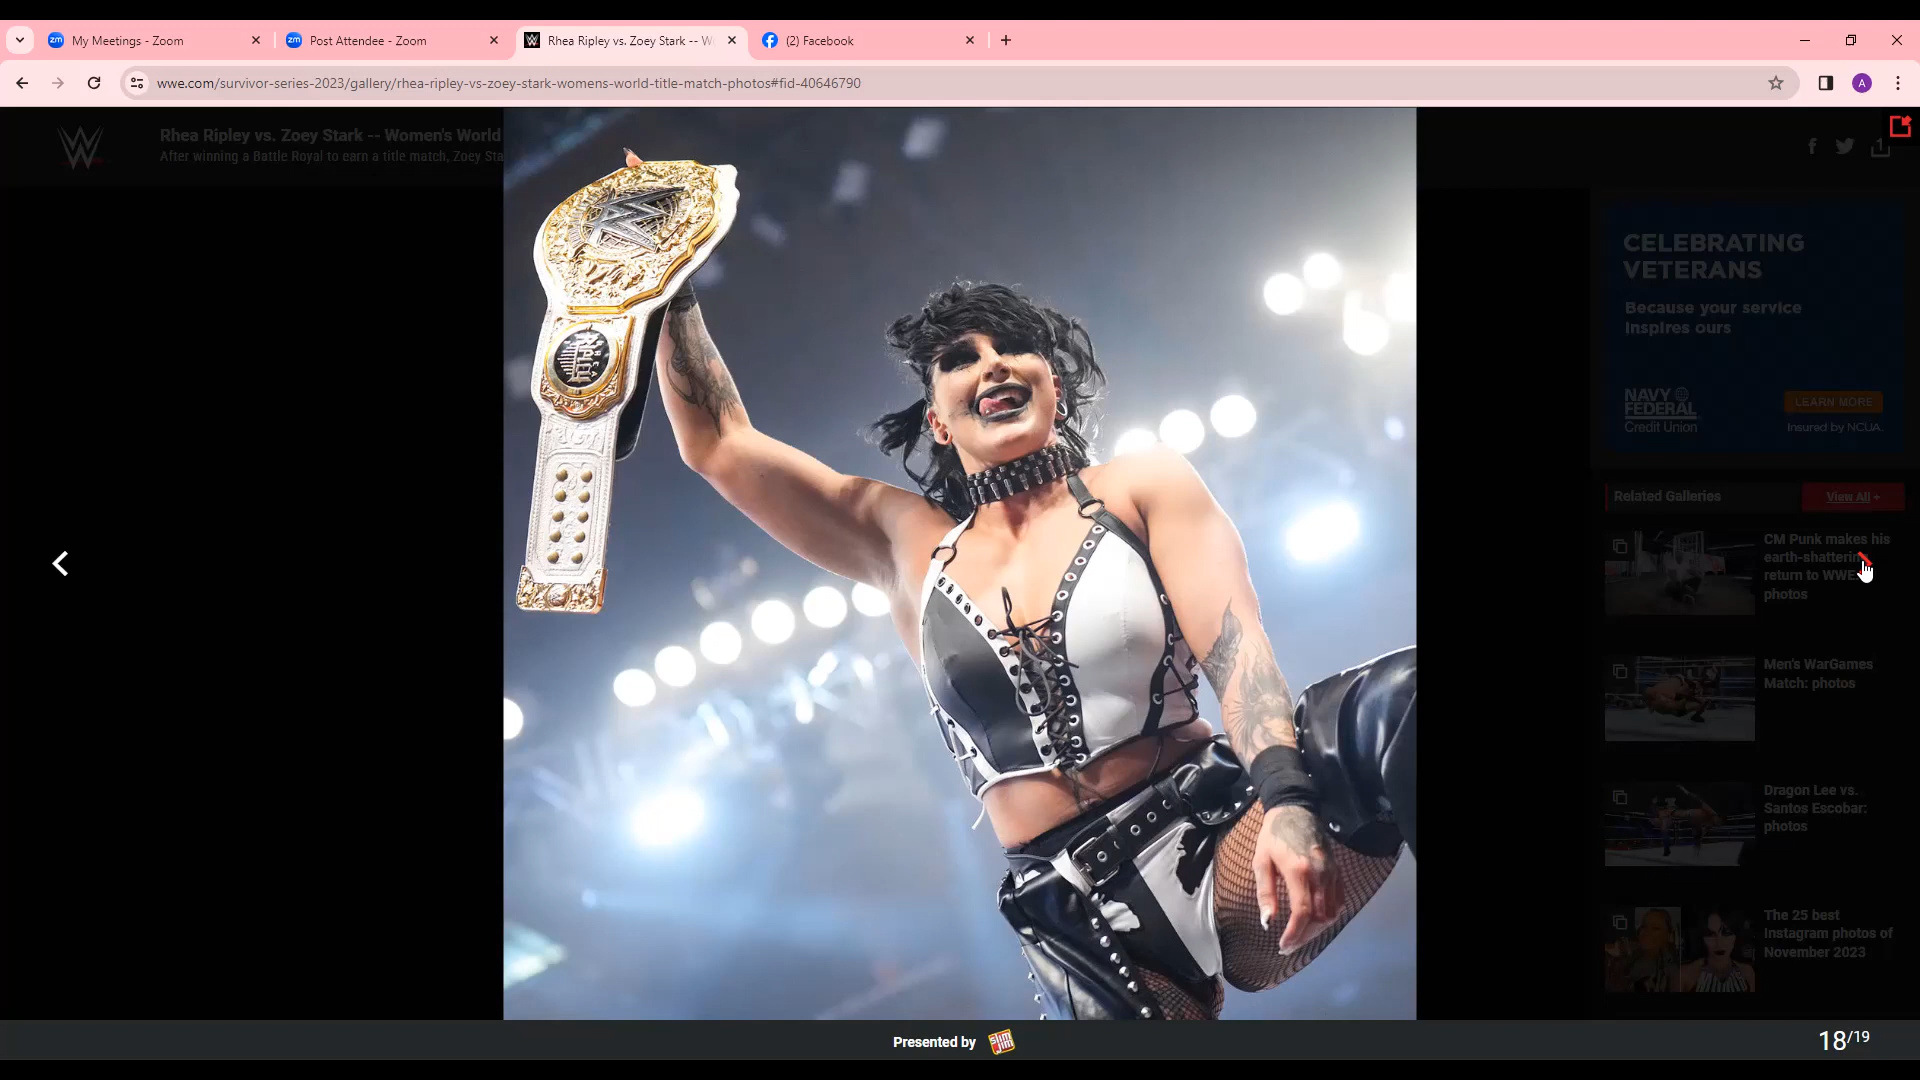 My Meetings - Zoom
Post Attendee - Zoom
Rhea Ripley vs. Zoey Stark -- W
(2) Facebook
wwe.com/survivor-series-2023/gallery/rhea-ripley-vs-zoey-stark-womens-world-title-match-photos#fid-40646790
A
Rhea Ripley vs. Zoey Stark -- Women's World
After winning a Battle Royal to earn a title match, Zoey Sta
CELEBRATING
VETERANS
Because your service
inspires ours
NAVY
FEDERAL
Credit Union
LEARN MORE
Insured by NCUA.
RIPLEY
Related Galleries
View All +
CM Punk makes his
earth-shattering
return to WWE:
photos
Men's WarGames
Match: photos
Dragon Lee vs.
Santos Escobar:
photos
The 25 best
Instagram photos of
November 2023
Presented by
Slim Jim
18/19